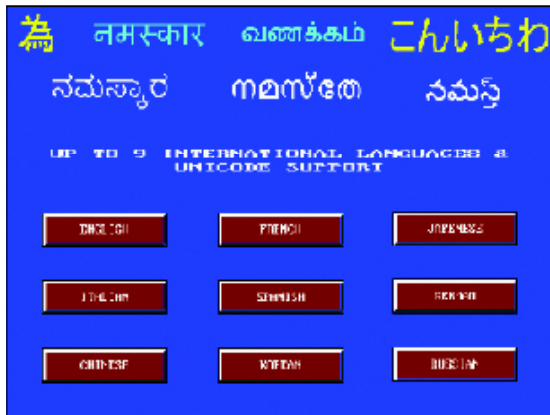 為 नमस्कार வணக்கம் こんいちわ
ನಮಸ್ಕಾರ നമസ്തേ నమస్తే
UP TO 9 INTERNATIONAL LANGUAGES &
UNICODE SUPPORT
ENGLISH FRENCH JAPENESE
ITALIAN SPANISH GERMAN
CHINESE KOREAN RUSSIAN